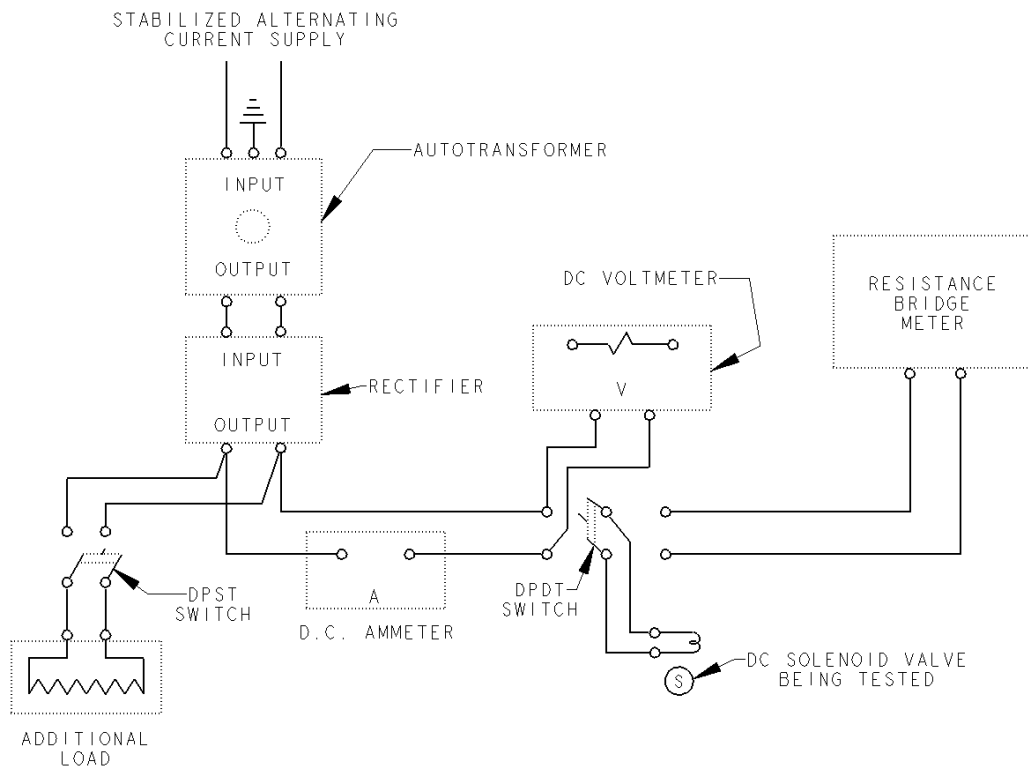 STABILIZED ALTERNATING
CURRENT SUPPLY
AUTOTRANSFORMER
INPUT
OUTPUT
DC VOLTMETER
RESISTANCE
BRIDGE
METER
INPUT
RECTIFIER
V
OUTPUT
DPST
SWITCH
A
D.C. AMMETER
DPDT
SWITCH
DC SOLENOID VALVE
BEING TESTED
S
ADDITIONAL
LOAD